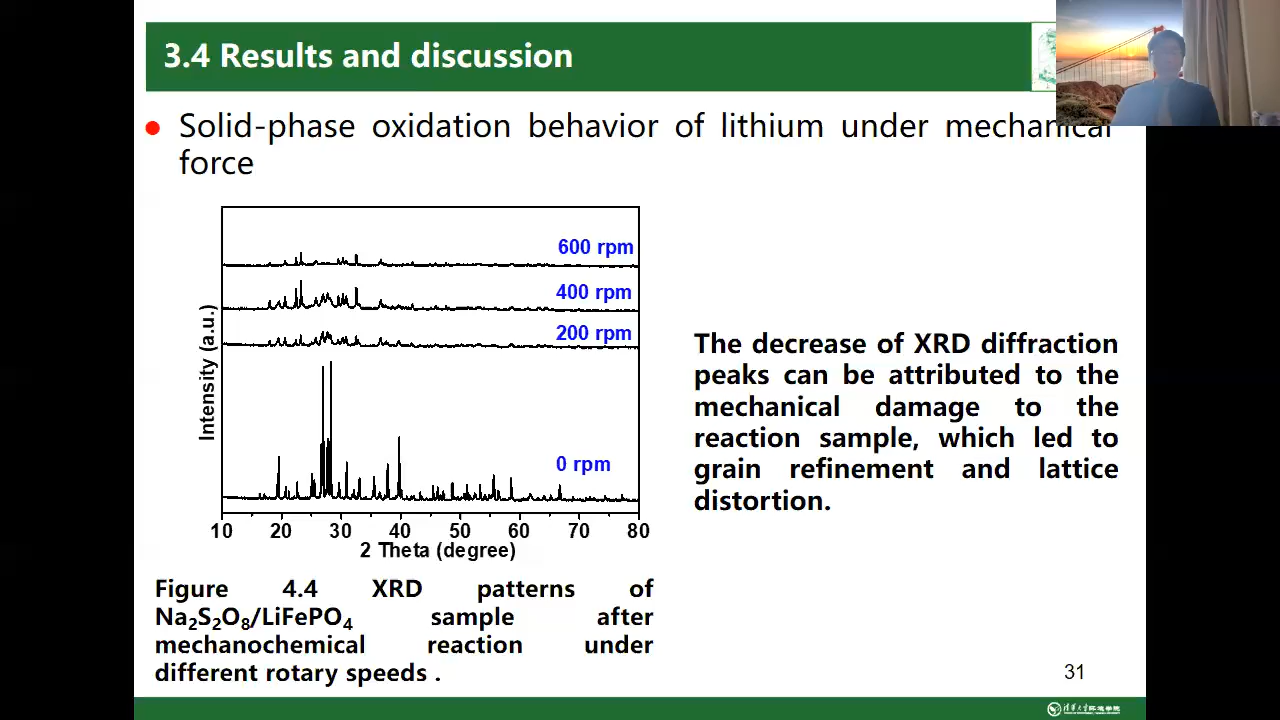 3.4 Results and discussion
● Solid-phase oxidation behavior of lithium under mechanical
force
600 rpm
400 rpm
200 rpm
0 rpm
Intensity (a.u.)
10 20 30 40 50 60 70 80
2 Theta (degree)
The decrease of XRD diffraction
peaks can be attributed to the
mechanical damage to the
reaction sample, which led to
grain refinement and lattice
distortion.
Figure 4.4 XRD patterns of
Na₂S₂O₈/LiFePO₄ sample after
mechanochemical reaction under
different rotary speeds .
31